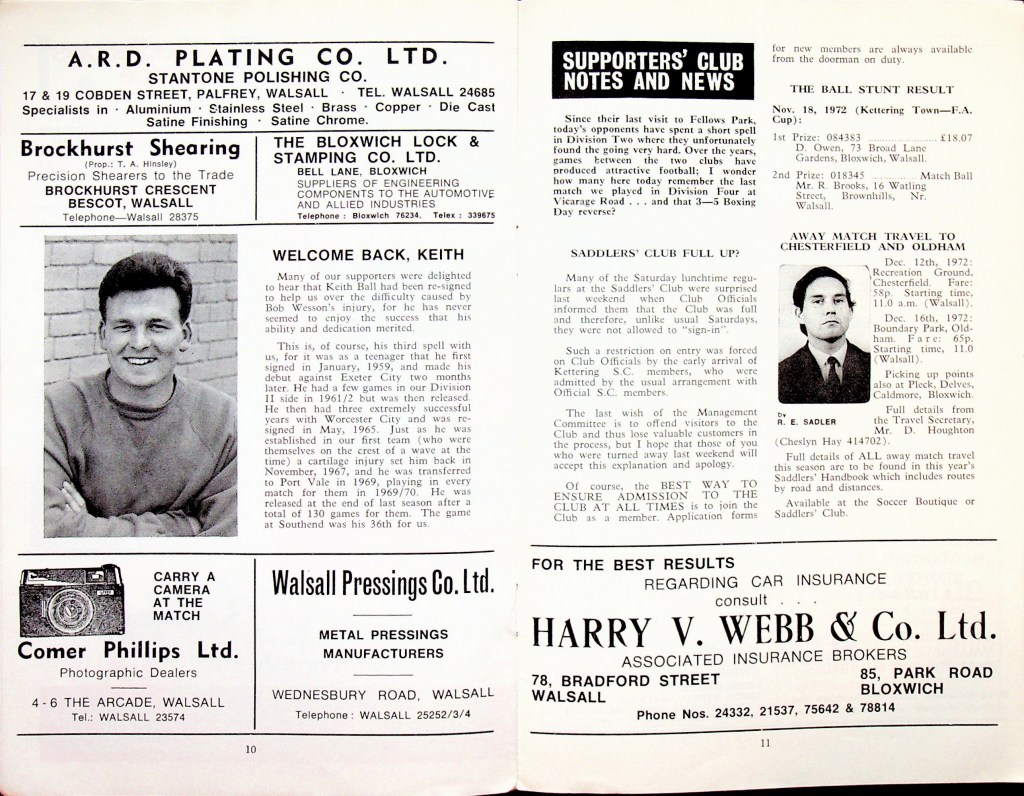 A.R.D. PLATING CO. LTD.
STANTONE POLISHING CO.
17 & 19 COBDEN STREET, PALFREY, WALSALL · TEL. WALSALL 24685
Specialists in · Aluminium · Stainless Steel · Brass · Copper · Die Cast
Satine Finishing · Satine Chrome.
Brockhurst Shearing
(Prop.: T. A. Hinsley)
Precision Shearers to the Trade
BROCKHURST CRESCENT
BESCOT, WALSALL
Telephone—Walsall 28375
THE BLOXWICH LOCK &
STAMPING CO. LTD.
BELL LANE, BLOXWICH
SUPPLIERS OF ENGINEERING
COMPONENTS TO THE AUTOMOTIVE
AND ALLIED INDUSTRIES
Telephone : Bloxwich 76234. Telex : 339675
WELCOME BACK, KEITH
Many of our supporters were delighted
to hear that Keith Ball had been re-signed
to help us over the difficulty caused by
Bob Wesson's injury, for he has never
seemed to enjoy the success that his
ability and dedication merited.
This is, of course, his third spell with
us, for it was as a teenager that he first
signed in January, 1959, and made his
debut against Exeter City two months
later. He had a few games in our Division
II side in 1961/2 but was then released.
He then had three extremely successful
years with Worcester City and was re-
signed in May, 1965. Just as he was
established in our first team (who were
themselves on the crest of a wave at the
time) a cartilage injury set him back in
November, 1967, and he was transferred
to Port Vale in 1969, playing in every
match for them in 1969/70. He was
released at the end of last season after a
total of 130 games for them. The game
at Southend was his 36th for us.
CARRY A
CAMERA
AT THE
MATCH
Comer Phillips Ltd.
Photographic Dealers
4 - 6 THE ARCADE, WALSALL
Tel.: WALSALL 23574
Walsall Pressings Co. Ltd.
METAL PRESSINGS
MANUFACTURERS
WEDNESBURY ROAD, WALSALL
Telephone : WALSALL 25252/3/4
10
SUPPORTERS' CLUB
NOTES AND NEWS
Since their last visit to Fellows Park,
today's opponents have spent a short spell
in Division Two where they unfortunately
found the going very hard. Over the years,
games between the two clubs have
produced attractive football; I wonder
how many here today remember the last
match we played in Division Four at
Vicarage Road . . . and that 3—5 Boxing
Day reverse?
SADDLERS' CLUB FULL UP?
Many of the Saturday lunchtime regu-
lars at the Saddlers' Club were surprised
last weekend when Club Officials
informed them that the Club was full
and therefore, unlike usual Saturdays,
they were not allowed to "sign-in".
Such a restriction on entry was forced
on Club Officials by the early arrival of
Kettering S.C. members, who were
admitted by the usual arrangement with
Official S.C. members.
The last wish of the Management
Committee is to offend visitors to the
Club and thus lose valuable customers in
the process, but I hope that those of you
who were turned away last weekend will
accept this explanation and apology.
Of course, the BEST WAY TO
ENSURE ADMISSION TO THE
CLUB AT ALL TIMES is to join the
Club as a member. Application forms
for new members are always available
from the doorman on duty.
THE BALL STUNT RESULT
Nov. 18, 1972 (Kettering Town—F.A.
Cup):
1st Prize: 084383 .................... £18.07
D. Owen, 73 Broad Lane
Gardens, Bloxwich, Walsall.
2nd Prize: 018345 .............. Match Ball
Mr. R. Brooks, 16 Watling
Street, Brownhills, Nr.
Walsall.
AWAY MATCH TRAVEL TO
CHESTERFIELD AND OLDHAM
Dec. 12th, 1972:
Recreation Ground,
Chesterfield. Fare:
58p. Starting time,
11.0 a.m. (Walsall).
Dec. 16th, 1972:
Boundary Park, Old-
ham. Fare: 65p.
Starting time, 11.0
(Walsall).
Picking up points
also at Pleck, Delves,
Caldmore, Bloxwich.
by
R. E. SADLER
Full details from
the Travel Secretary,
Mr. D. Houghton
(Cheslyn Hay 414702).
Full details of ALL away match travel
this season are to be found in this year's
Saddlers' Handbook which includes routes
by road and distances.
Available at the Soccer Boutique or
Saddlers' Club.
FOR THE BEST RESULTS
REGARDING CAR INSURANCE
consult . . .
HARRY V. WEBB & Co. Ltd.
ASSOCIATED INSURANCE BROKERS
78, BRADFORD STREET
WALSALL
85, PARK ROAD
BLOXWICH
Phone Nos. 24332, 21537, 75642 & 78814
11